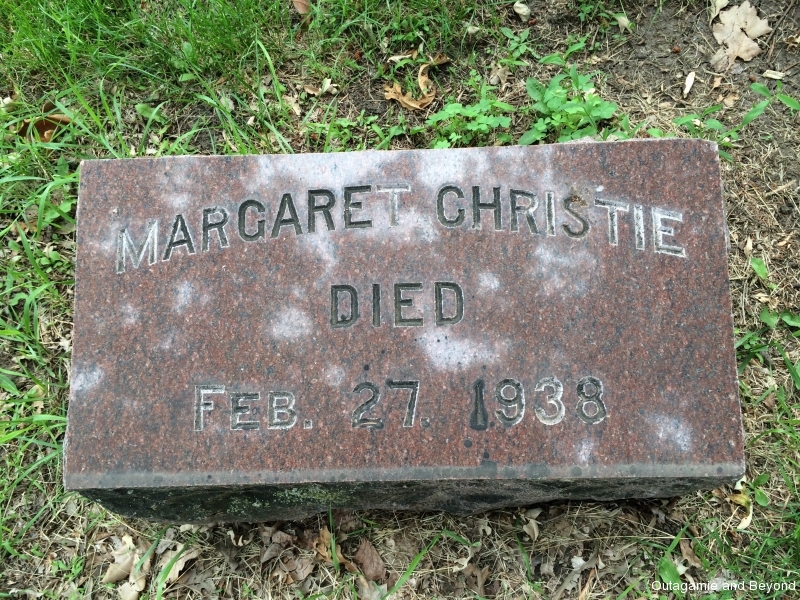 MARGARET CHRISTIE
DIED
FEB. 27. 1938
Outagamie and Beyond